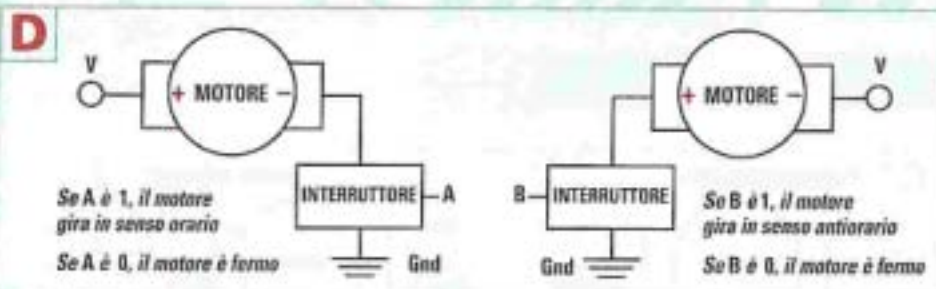 D
V
+ MOTORE -
INTERRUTTORE
A
Gnd
Se A è 1, il motore
gira in senso orario
Se A è 0, il motore è fermo
V
+ MOTORE -
B
INTERRUTTORE
Gnd
Se B è 1, il motore
gira in senso antiorario
Se B è 0, il motore è fermo